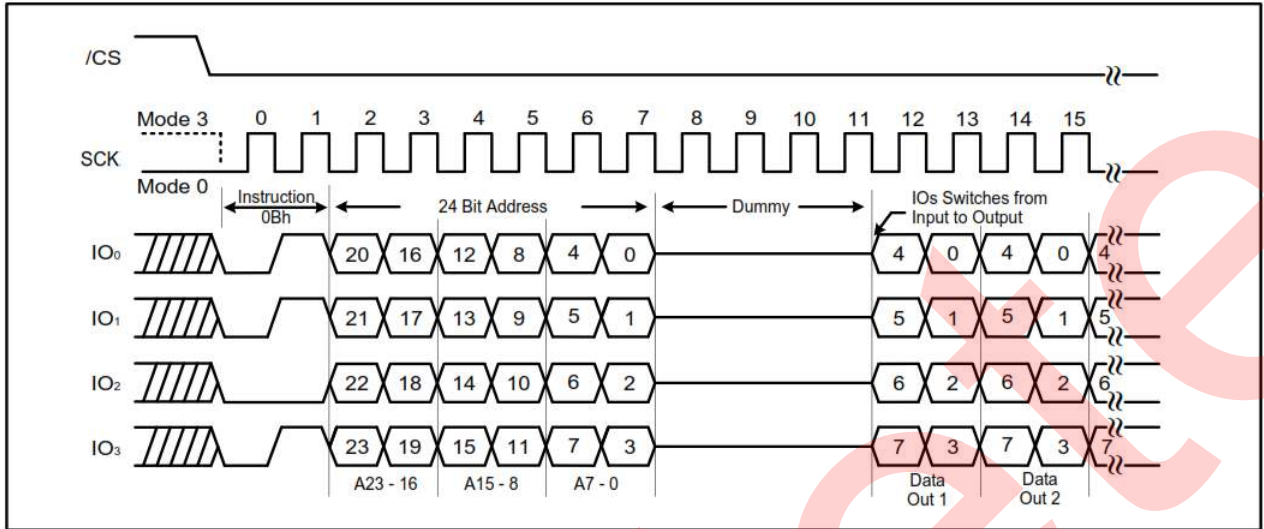 /CS
Mode 3 0 1 2 3 4 5 6 7 8 9 10 11 12 13 14 15
SCK
Mode 0
Instruction
0Bh
24 Bit Address
Dummy
IOs Switches from
Input to Output
IO₀ 20 16 12 8 4 0 4 0 4 0 4
IO₁ 21 17 13 9 5 1 5 1 5 1 5
IO₂ 22 18 14 10 6 2 6 2 6 2 6
IO₃ 23 19 15 11 7 3 7 3 7 3 7
A23 - 16 A15 - 8 A7 - 0
Data
Out 1
Data
Out 2